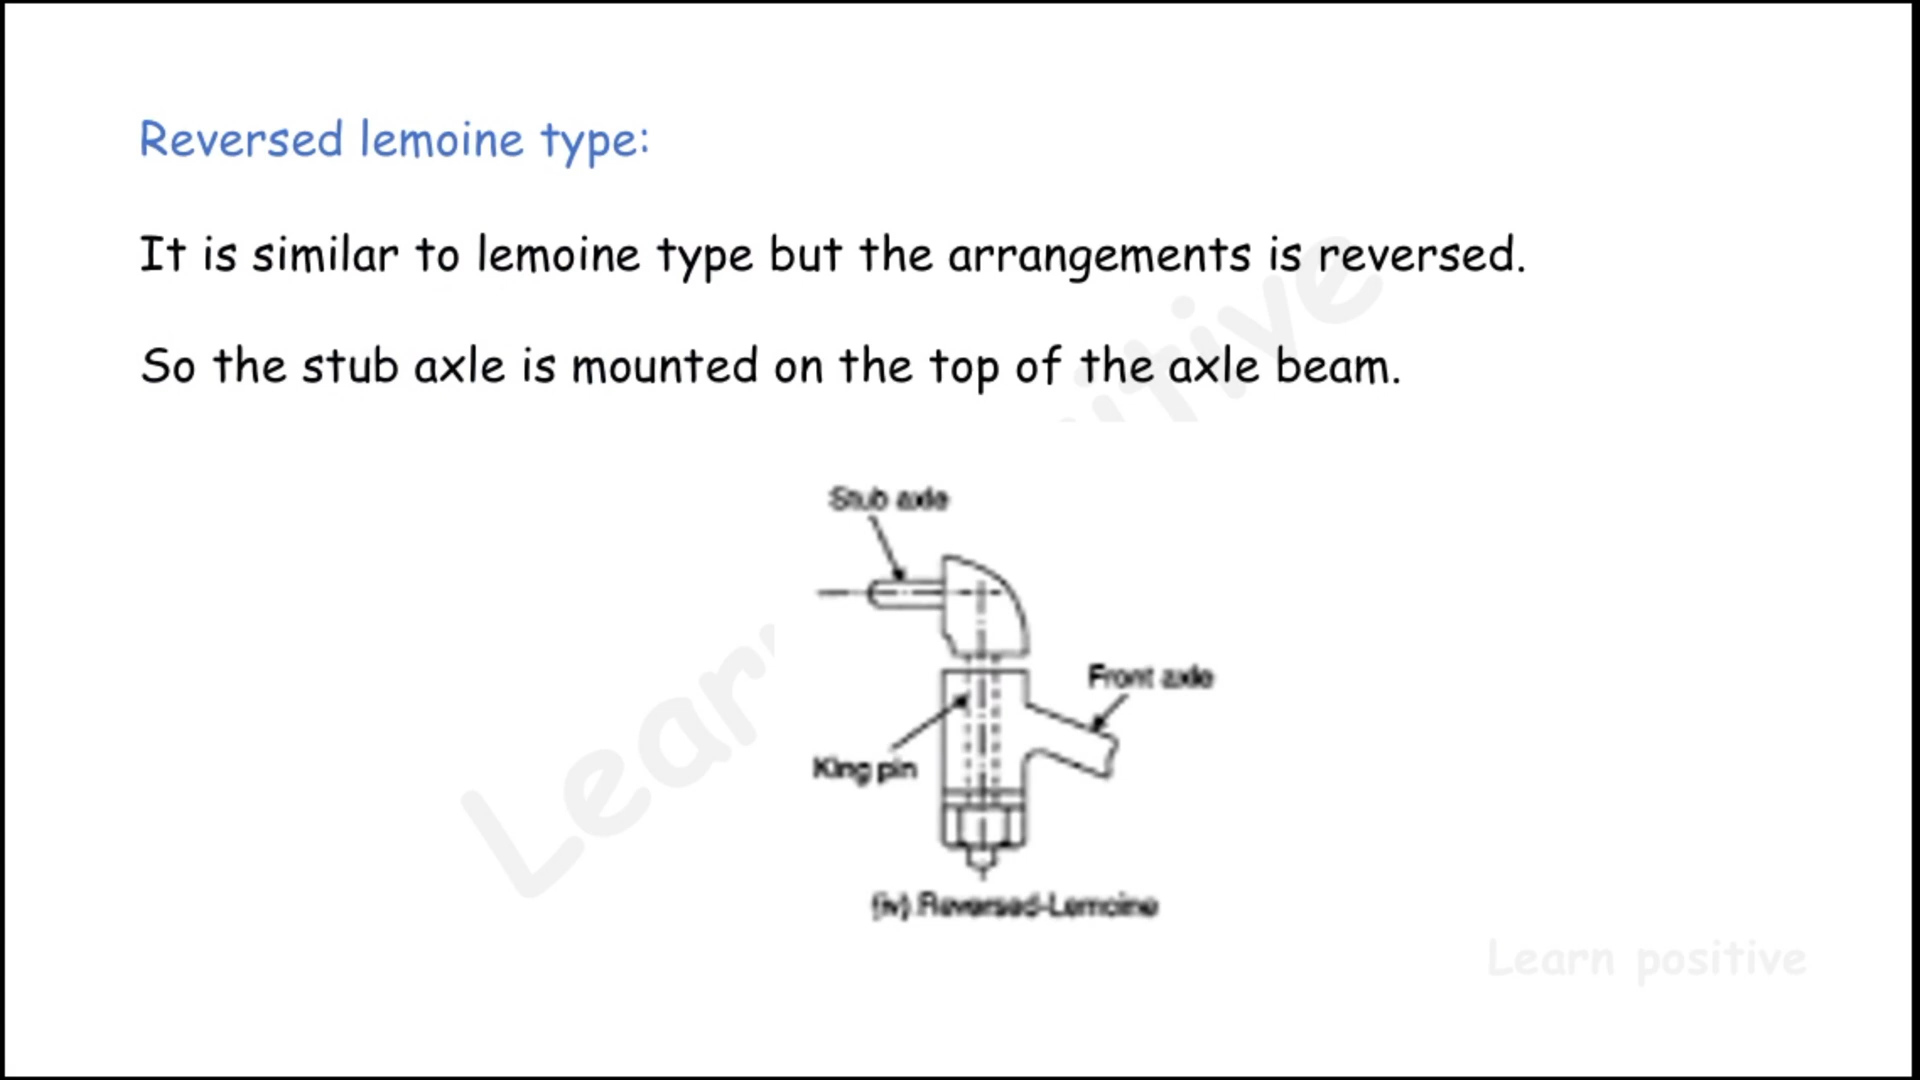 Reversed lemoine type:
It is similar to lemoine type but the arrangements is reversed.
So the stub axle is mounted on the top of the axle beam.
Stub axle
Front axle
King pin
(iv) Reversed-Lemoine
Learn positive